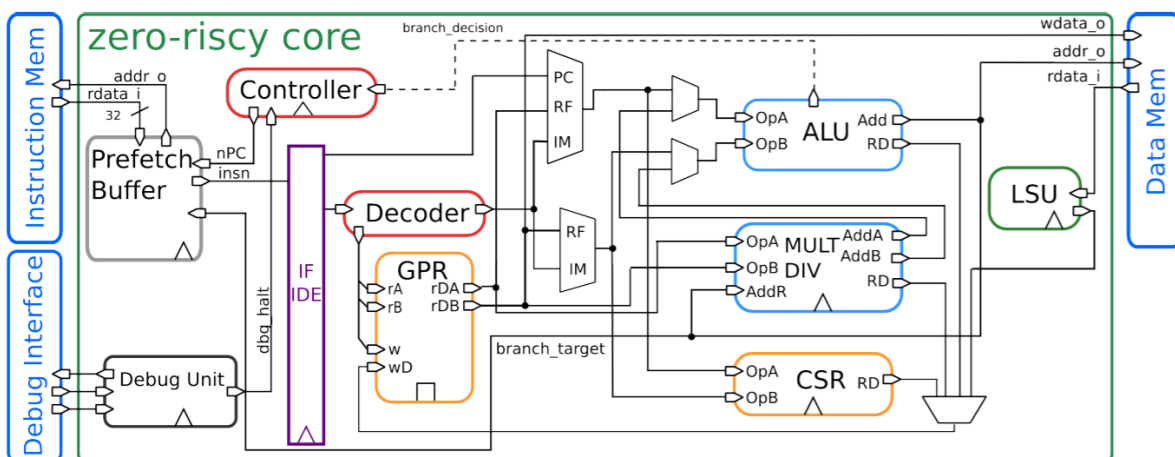 Instruction Mem
Debug Interface
zero-riscy core
addr_o
rdata_i
32
Prefetch
Buffer
nPC
insn
Controller
branch_decision
dbg_halt
Debug Unit
IF
IDE
Decoder
GPR
rA
rB
w
wD
rDA
rDB
PC
RF
IM
RF
IM
branch_target
OpA
OpB
ALU
Add
RD
OpA
OpB
AddR
MULT
DIV
AddA
AddB
RD
OpA
OpB
CSR
RD
LSU
wdata_o
addr_o
rdata_i
Data Mem